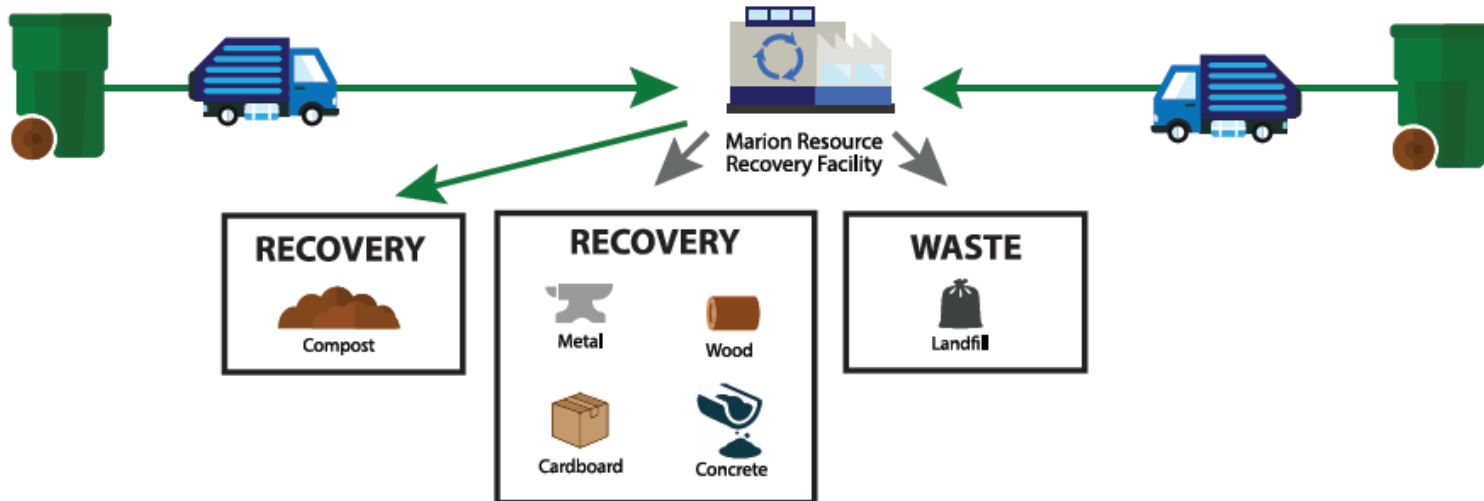 Marion Resource
Recovery Facility
RECOVERY
Compost
RECOVERY
Metal
Wood
Cardboard
Concrete
WASTE
Landfill